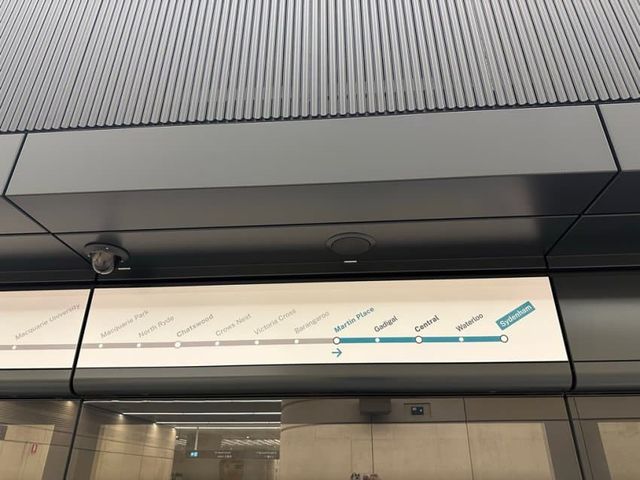 Macquarie University
Macquarie Park
North Ryde
Chatswood
Crows Nest
Victoria Cross
Barangaroo
Martin Place
Gadigal
Central
Waterloo
Sydenham